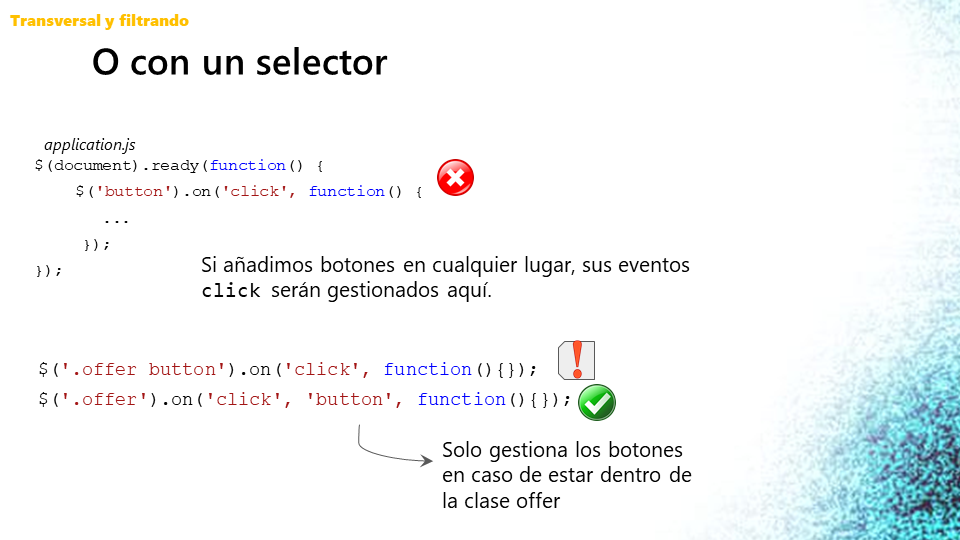 Transversal y filtrando
O con un selector
application.js
$(document).ready(function() {
$('button').on('click', function() {
...
});
});
Si añadimos botones en cualquier lugar, sus eventos
click serán gestionados aquí.
$('.offer button').on('click', function(){});
$('.offer').on('click', 'button', function(){});
Solo gestiona los botones
en caso de estar dentro de
la clase offer